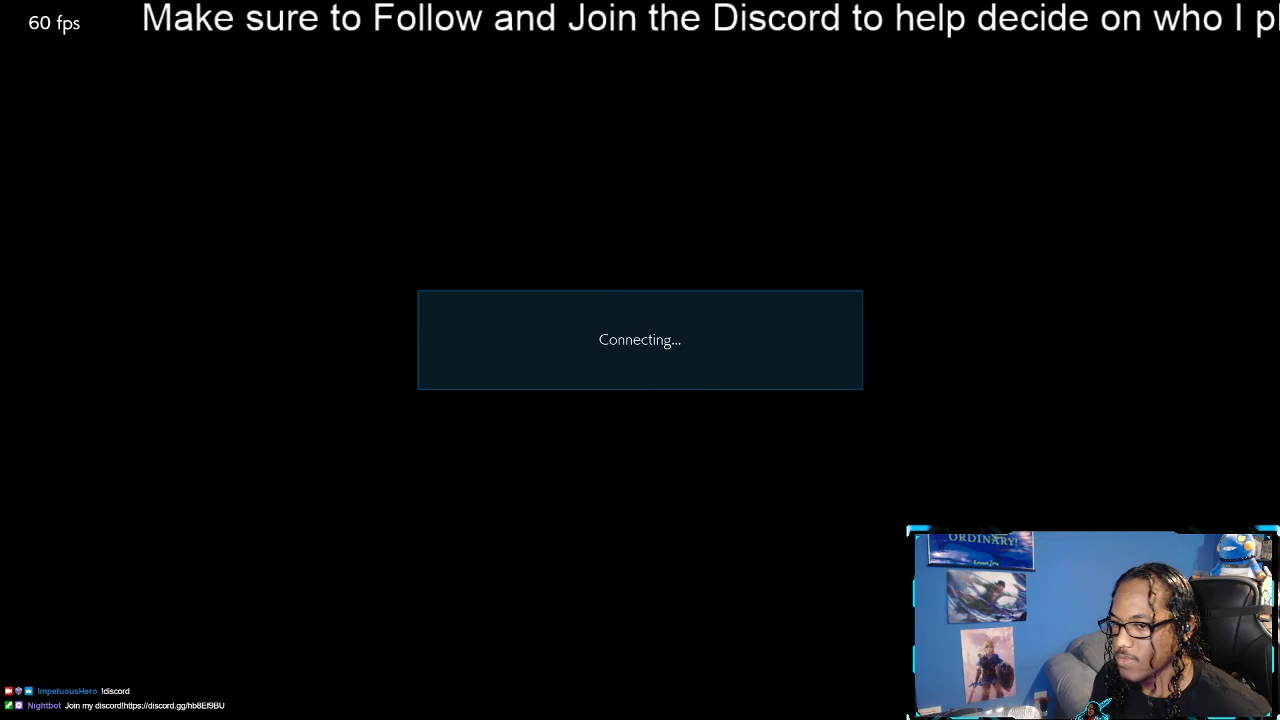 60 fps
Make sure to Follow and Join the Discord to help decide on who I p
Connecting...
ORDINARY!
ImpetuousHero !discord
Nightbot Join my discord!https://discord.gg/hb8Ef9BU